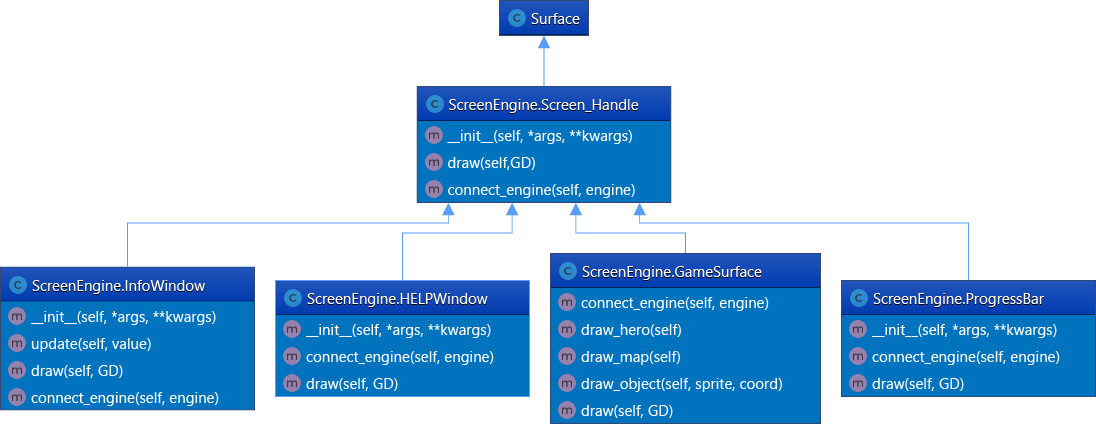 C Surface
C ScreenEngine.Screen_Handle
m __init__(self, *args, **kwargs)
m draw(self,GD)
m connect_engine(self, engine)
C ScreenEngine.InfoWindow
m __init__(self, *args, **kwargs)
m update(self, value)
m draw(self, GD)
m connect_engine(self, engine)
C ScreenEngine.HELPWindow
m __init__(self, *args, **kwargs)
m connect_engine(self, engine)
m draw(self, GD)
C ScreenEngine.GameSurface
m connect_engine(self, engine)
m draw_hero(self)
m draw_map(self)
m draw_object(self, sprite, coord)
m draw(self, GD)
C ScreenEngine.ProgressBar
m __init__(self, *args, **kwargs)
m connect_engine(self, engine)
m draw(self, GD)